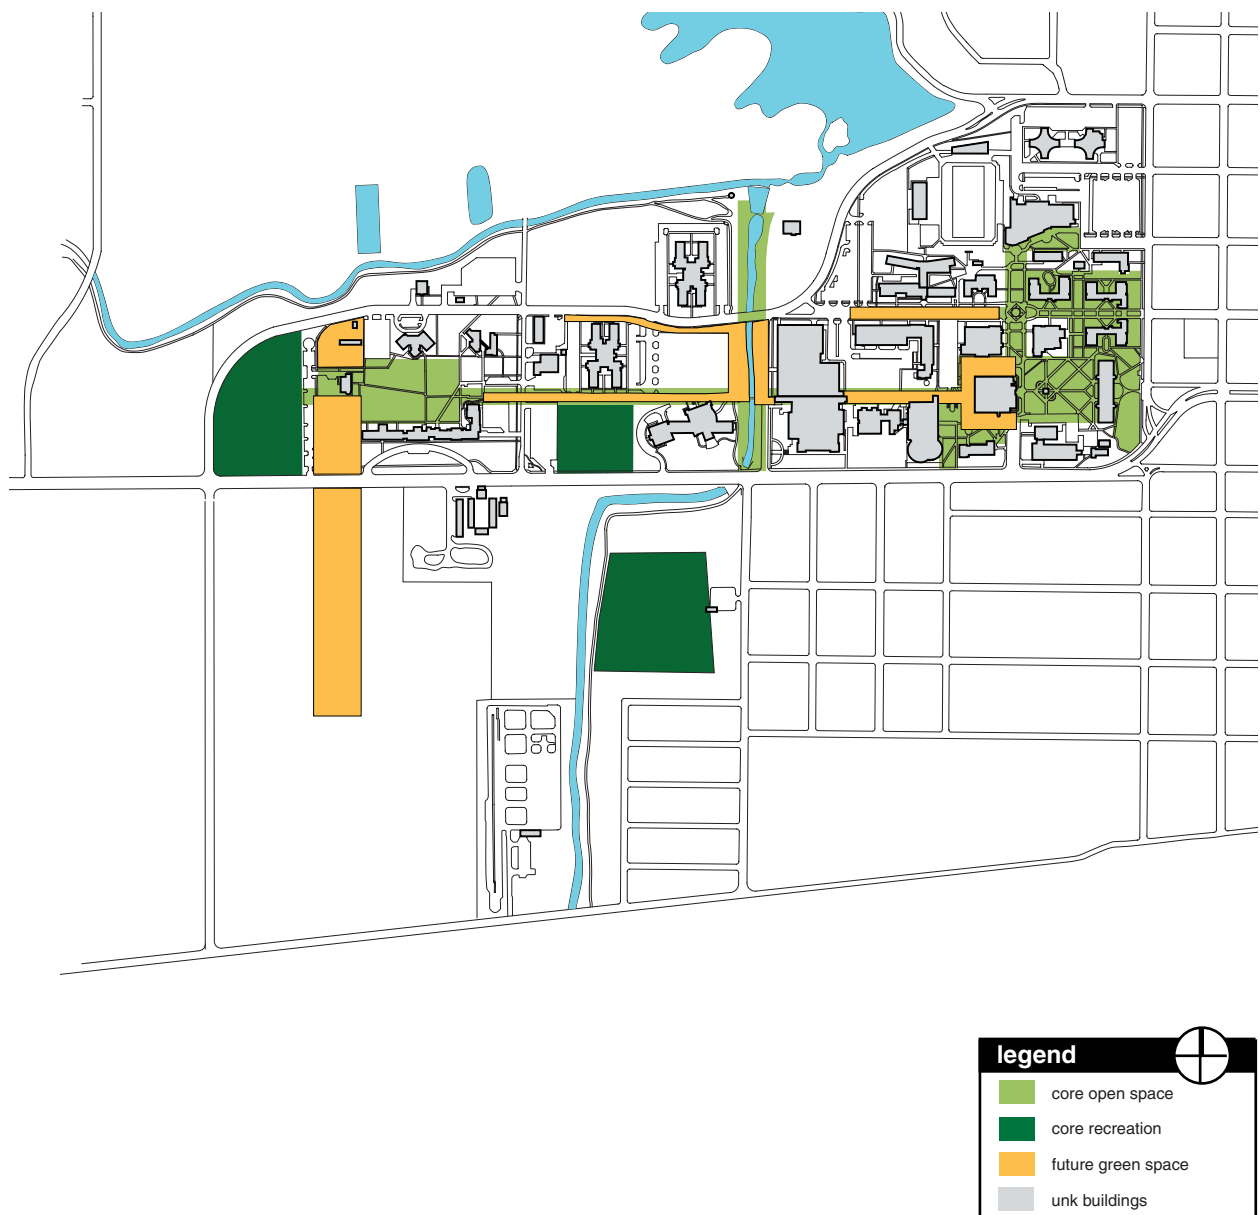 legend
core open space
core recreation
future green space
unk buildings